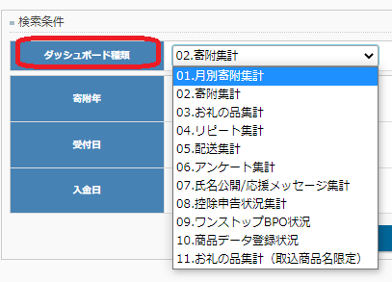 検索条件
ダッシュボード種類
02.寄附集計
01.月別寄附集計
02.寄附集計
03.お礼の品集計
04.リピート集計
05.配送集計
06.アンケート集計
07.氏名公開/応援メッセージ集計
08.控除申告状況集計
09.ワンストップBPO状況
10.商品データ登録状況
11.お礼の品集計（取込商品名限定）
寄附年
受付日
入金日